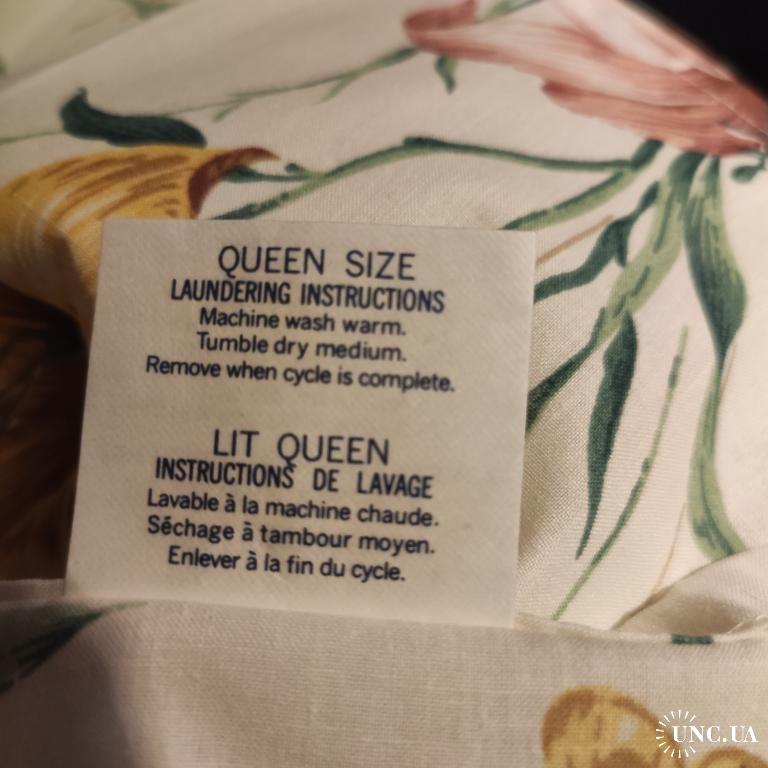 QUEEN SIZE
LAUNDERING INSTRUCTIONS
Machine wash warm.
Tumble dry medium.
Remove when cycle is complete.
LIT QUEEN
INSTRUCTIONS DE LAVAGE
Lavable à la machine chaude.
Séchage à tambour moyen.
Enlever à la fin du cycle.
UNC.UA